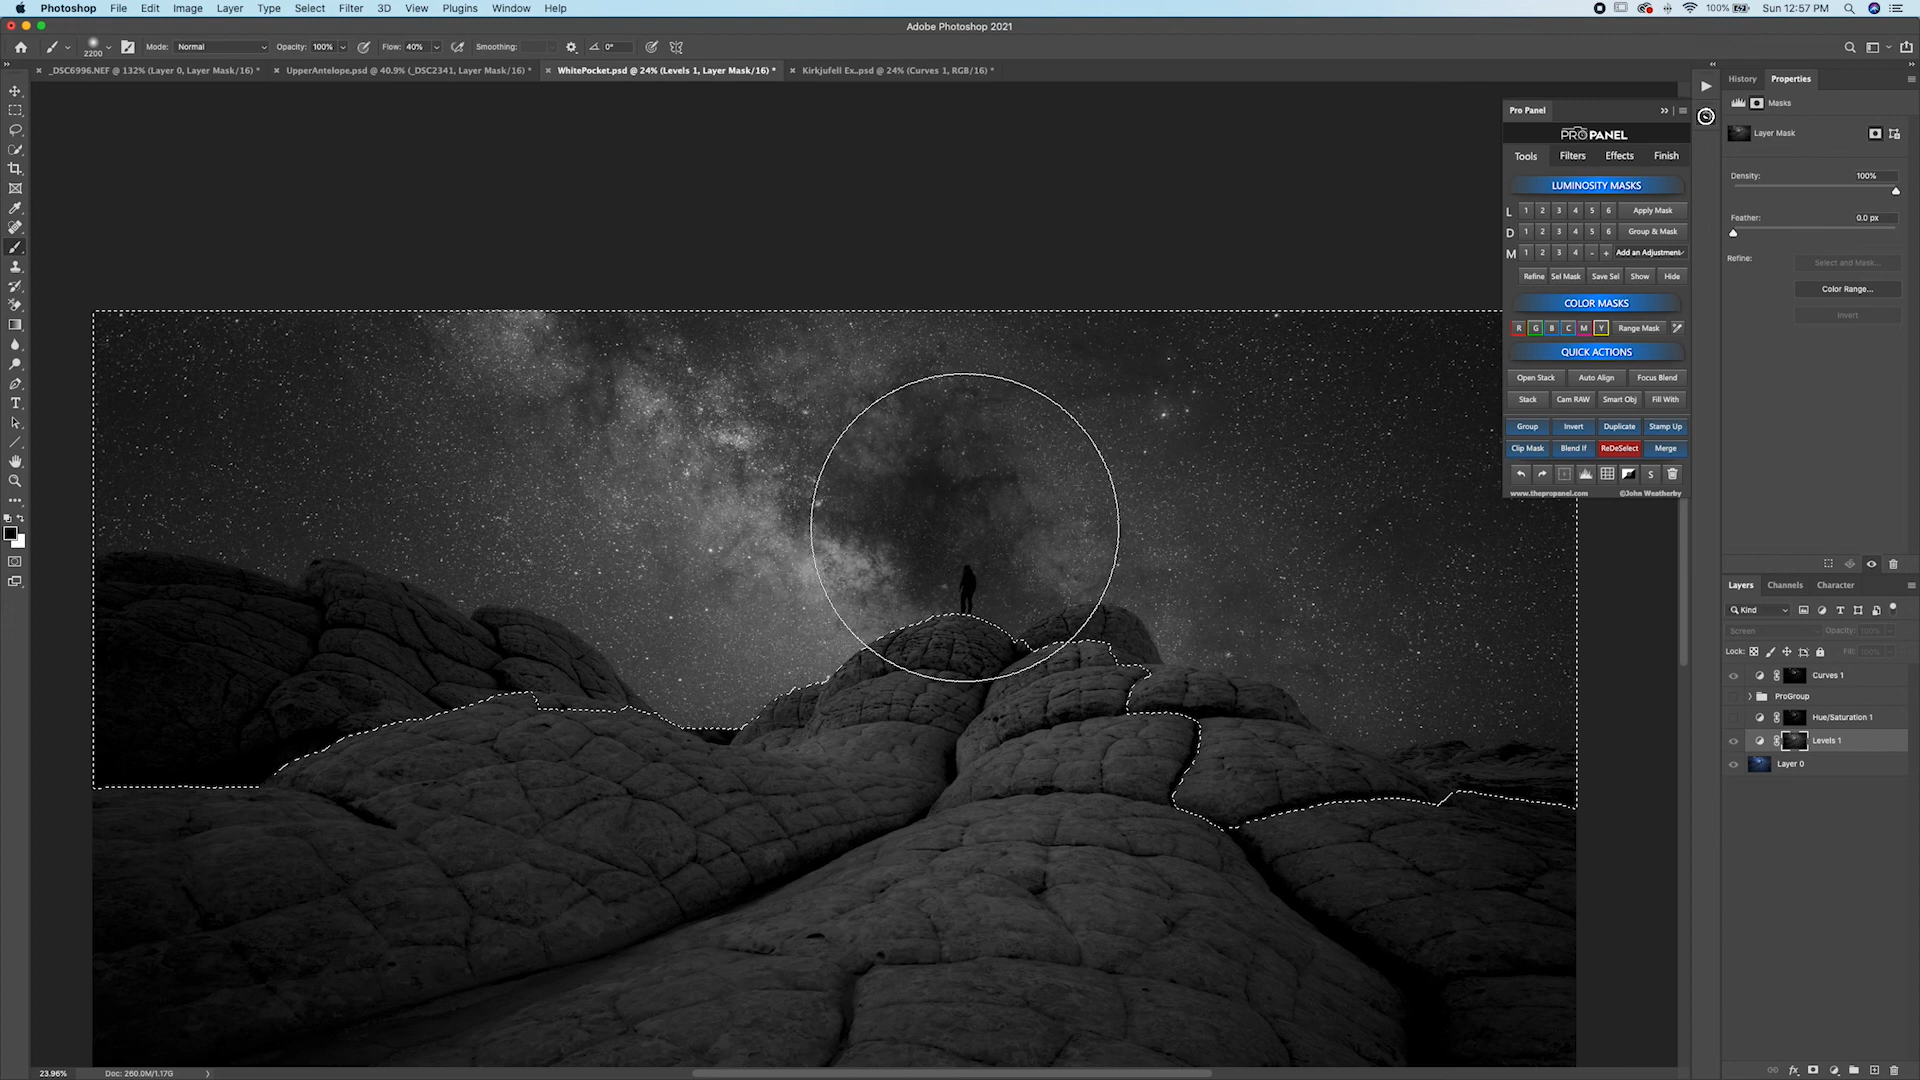 Photoshop File Edit Image Layer Type Select Filter 3D View Plugins Window Help 100% Sun 12:57 PM
Adobe Photoshop 2021
2200 Mode: Normal Opacity: 100% Flow: 40% Smoothing: 0°
_DSC6996.NEF @ 132% (Layer 0, Layer Mask/16) * UpperAntelope.psd @ 40.9% (_DSC2341, Layer Mask/16) * WhitePocket.psd @ 24% (Levels 1, Layer Mask/16) * Kirkjufell Ex..psd @ 24% (Curves 1, RGB/16) *
History Properties
Masks
Layer Mask
Density: 100%
Feather: 0.0 px
Refine: Select and Mask...
Color Range...
Invert
Pro Panel
PRO PANEL
Tools Filters Effects Finish
LUMINOSITY MASKS
L 1 2 3 4 5 6 Apply Mask
D 1 2 3 4 5 6 Group & Mask
M 1 2 3 4 - + Add an Adjustment
Refine Sel Mask Save Sel Show Hide
COLOR MASKS
R G B C M Y Range Mask
QUICK ACTIONS
Open Stack Auto Align Focus Blend
Stack Cam RAW Smart Obj Fill With
Group Invert Duplicate Stamp Up
Clip Mask Blend If ReDeSelect Merge
S
www.thepropanel.com ©John Weatherby
Layers Channels Character
Kind
Screen Opacity: 100%
Lock: Fill: 100%
Curves 1
ProGroup
Hue/Saturation 1
Levels 1
Layer 0
23.96% Doc: 260.0M/1.17G